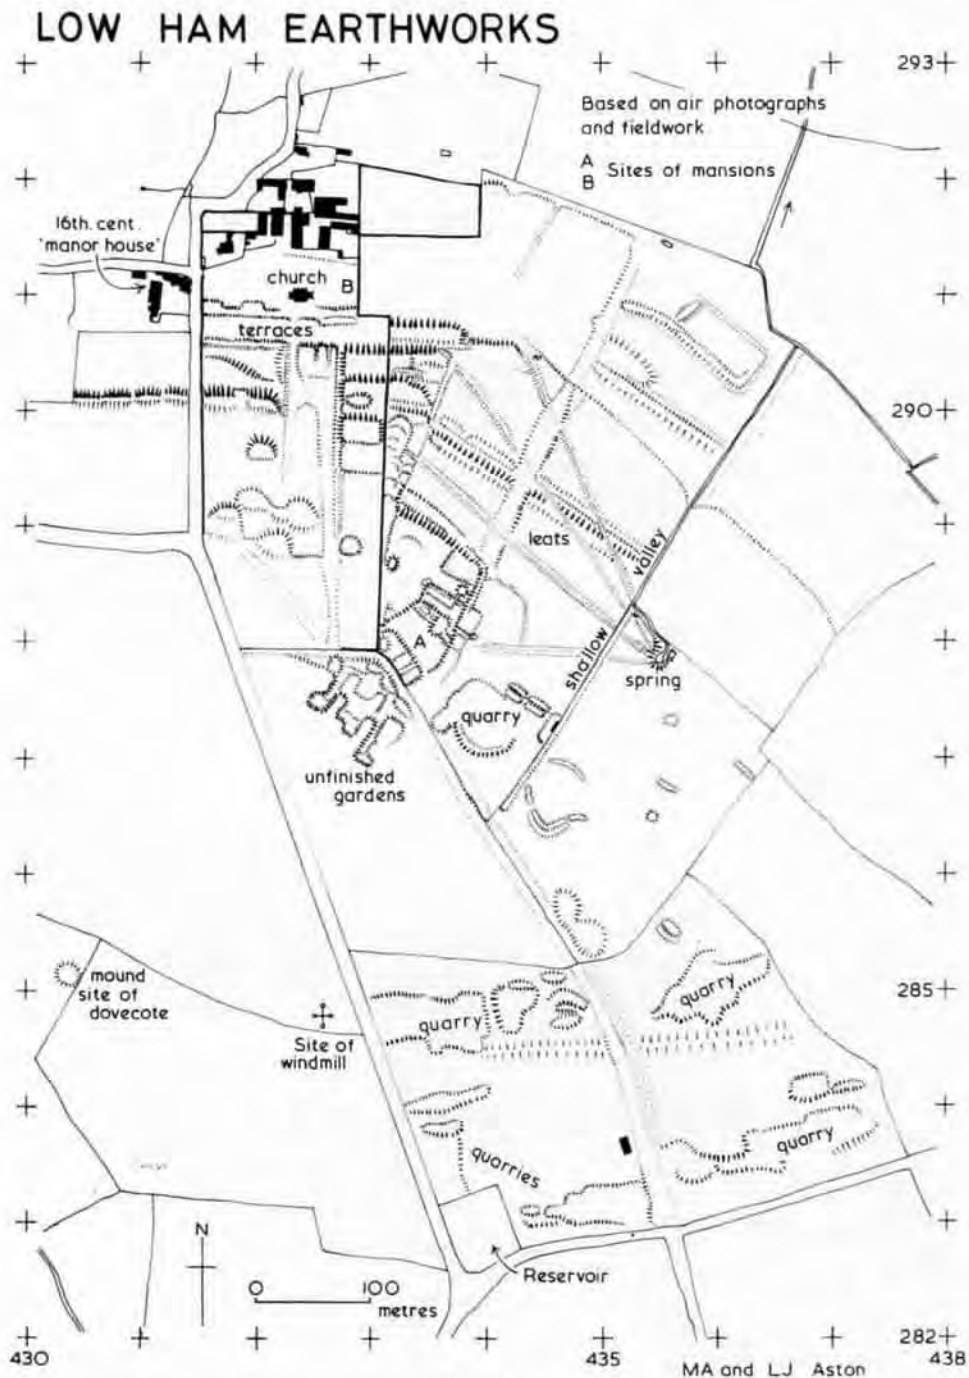 LOW HAM EARTHWORKS
293
Based on air photographs
and fieldwork
A
B
Sites of mansions
16th. cent.
'manor house'
church
B
terraces
290
leats
valley
shallow
A
spring
quarry
unfinished
gardens
mound
site of
dovecote
quarry
285
quarry
Site of
windmill
quarry
quarries
N
Reservoir
0 100
metres
282
430
435
438
MA and LJ Aston